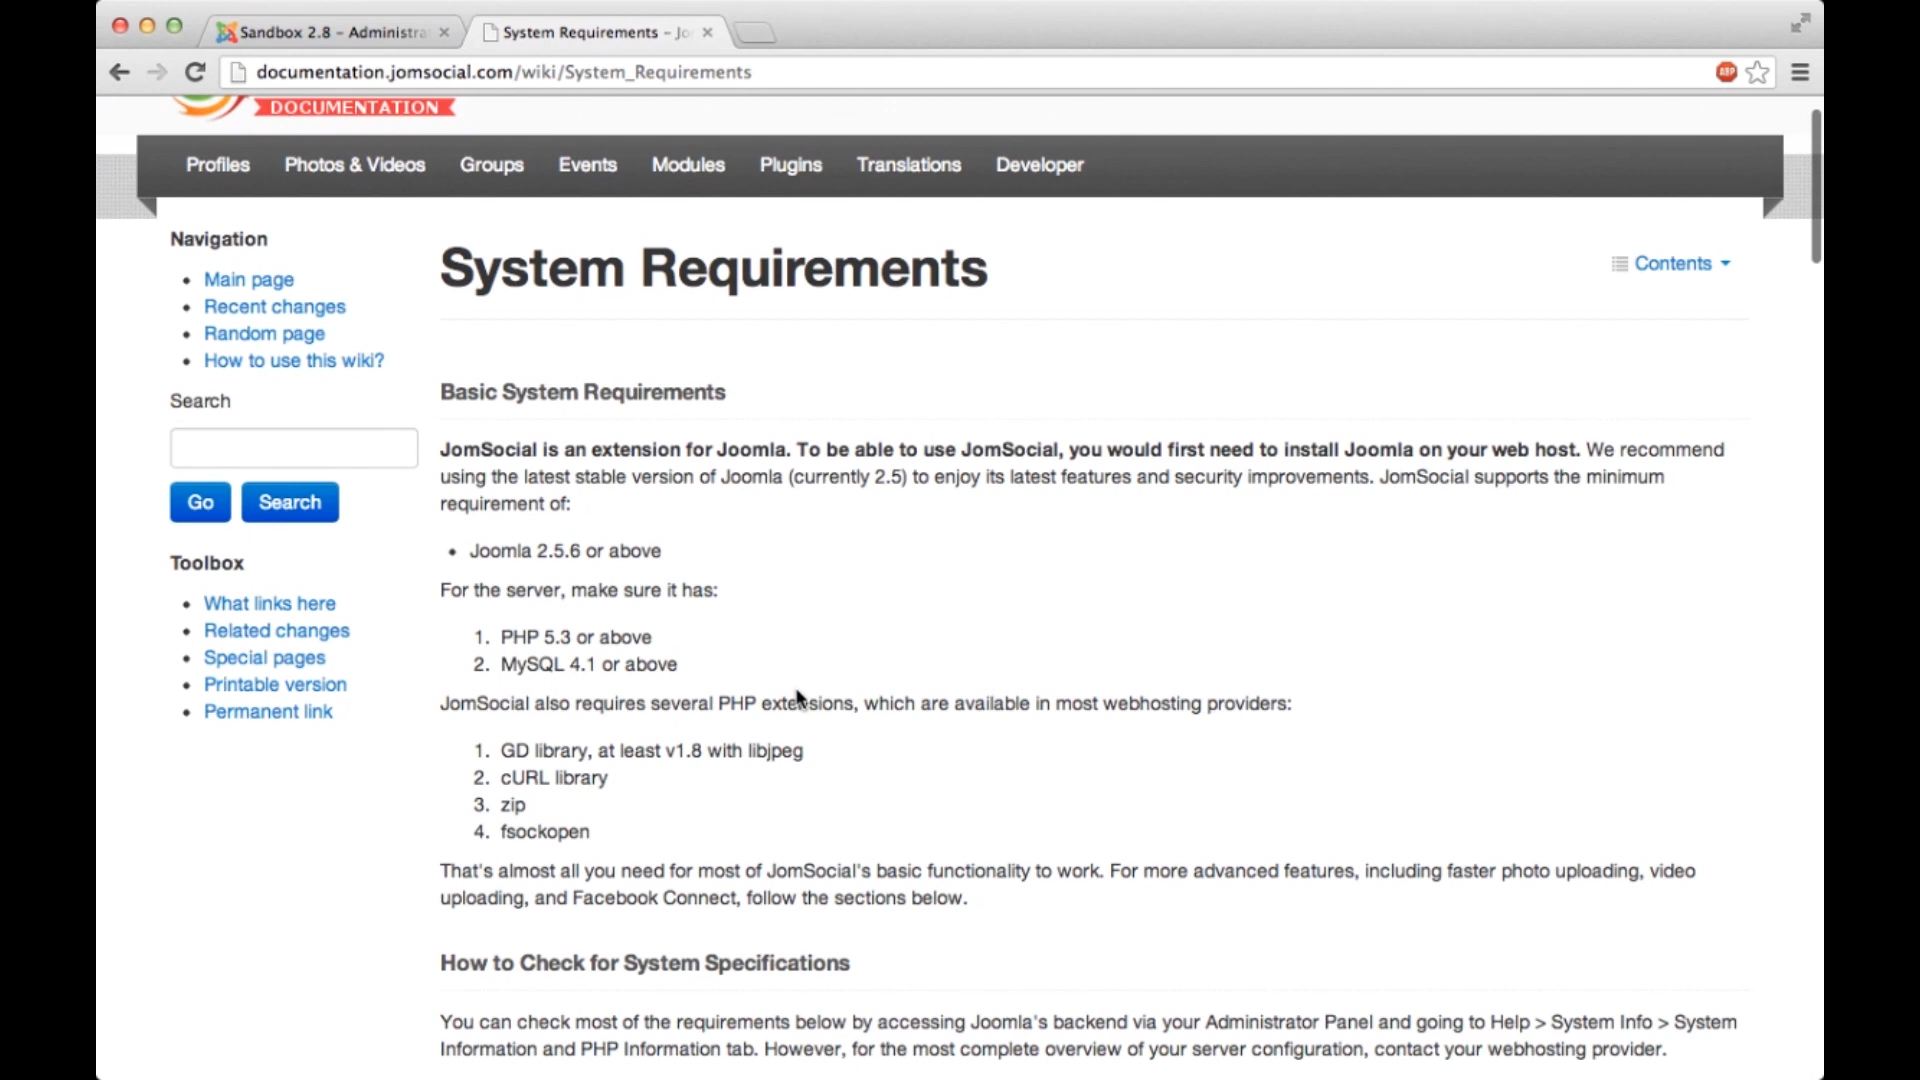 Sandbox 2.8 – Administra
System Requirements – Jo
documentation.jomsocial.com/wiki/System_Requirements
ABP
DOCUMENTATION
Profiles
Photos & Videos
Groups
Events
Modules
Plugins
Translations
Developer
Navigation
Main page
Recent changes
Random page
How to use this wiki?
Search
Go
Search
Toolbox
What links here
Related changes
Special pages
Printable version
Permanent link
System Requirements
Contents
Basic System Requirements
JomSocial is an extension for Joomla. To be able to use JomSocial, you would first need to install Joomla on your web host. We recommend
using the latest stable version of Joomla (currently 2.5) to enjoy its latest features and security improvements. JomSocial supports the minimum
requirement of:
• Joomla 2.5.6 or above
For the server, make sure it has:
1. PHP 5.3 or above
2. MySQL 4.1 or above
JomSocial also requires several PHP extensions, which are available in most webhosting providers:
1. GD library, at least v1.8 with libjpeg
2. cURL library
3. zip
4. fsockopen
That's almost all you need for most of JomSocial's basic functionality to work. For more advanced features, including faster photo uploading, video
uploading, and Facebook Connect, follow the sections below.
How to Check for System Specifications
You can check most of the requirements below by accessing Joomla's backend via your Administrator Panel and going to Help > System Info > System
Information and PHP Information tab. However, for the most complete overview of your server configuration, contact your webhosting provider.